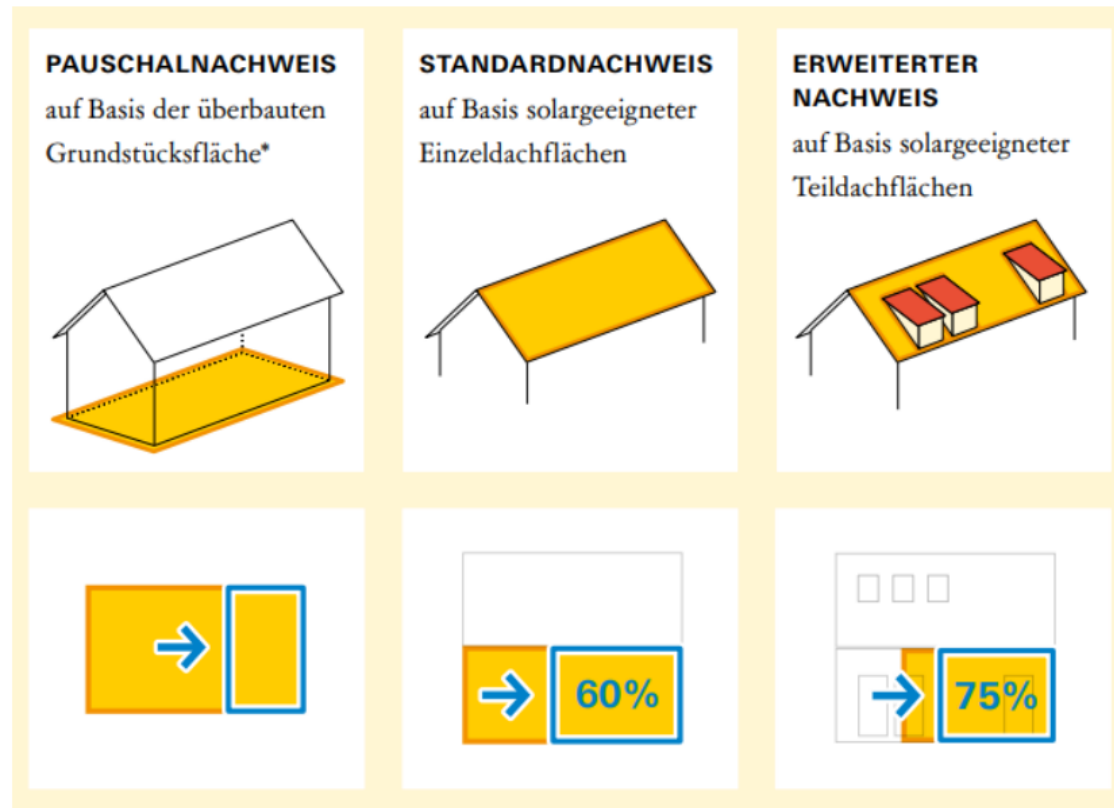 PAUSCHALNACHWEIS
auf Basis der überbauten
Grundstücksfläche*
STANDARDNACHWEIS
auf Basis solargeeigneter
Einzeldachflächen
ERWEITERTER
NACHWEIS
auf Basis solargeeigneter
Teildachflächen
60%
75%